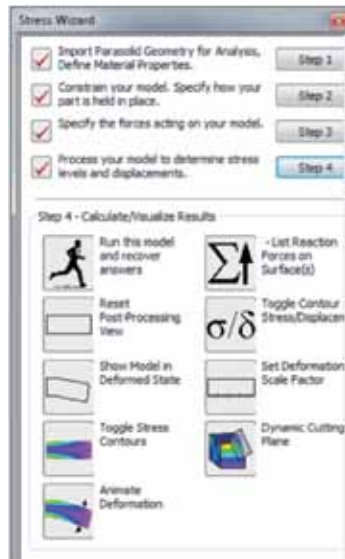 Stress Wizard
Import Parasolid Geometry for Analysis,
Define Material Properties.
Step 1
Constrain your model. Specify how your
part is held in place.
Step 2
Specify the forces acting on your model.
Step 3
Process your model to determine stress
levels and displacements.
Step 4
Step 4 - Calculate/Visualize Results
Run this model
and recover
answers
Σ
- List Reaction
Forces on
Surface(s)
Reset
Post-Processing
View
σ/δ
Toggle Contour
Stress/Displacer
Show Model in
Deformed State
Set Deformation
Scale Factor
Toggle Stress
Contours
Dynamic Cutting
Plane
Animate
Deformation